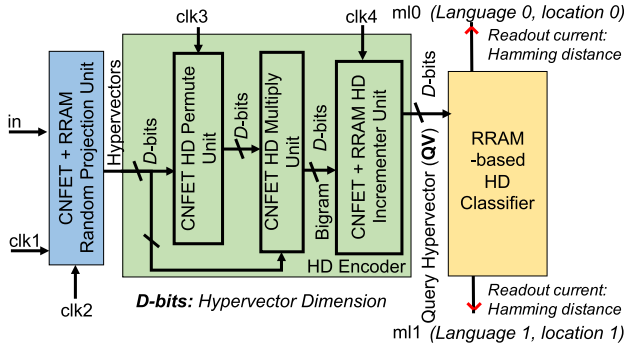 clk3
clk4
ml0 (Language 0, location 0)
Readout current:
Hamming distance
in
clk1
clk2
CNFET + RRAM
Random Projection Unit
Hypervectors
D-bits
CNFET HD Permute
Unit
D-bits
CNFET HD Multiply
Unit
D-bits
Bigram
CNFET + RRAM HD
Incrementer Unit
HD Encoder
D-bits
Query Hypervector (QV)
RRAM
-based
HD
Classifier
D-bits: Hypervector Dimension
Readout current:
Hamming distance
ml1 (Language 1, location 1)